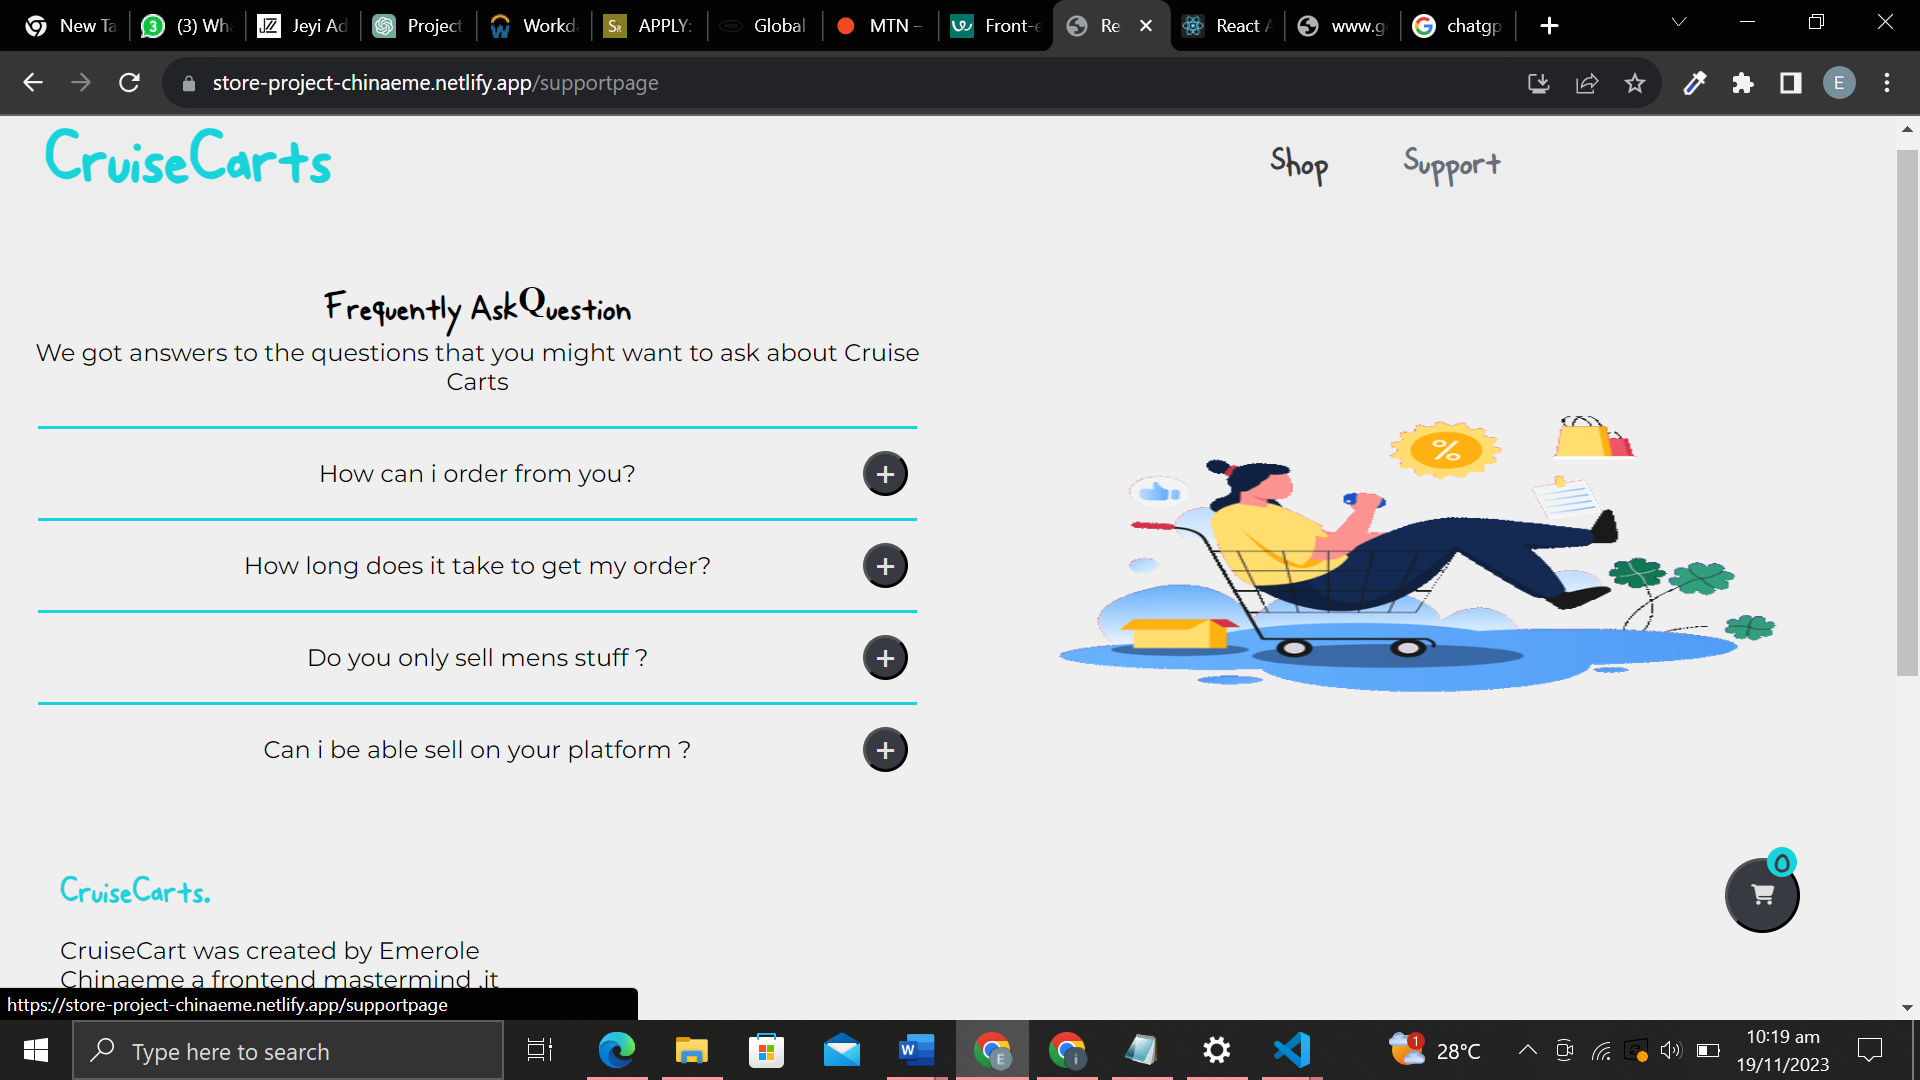 New Ta
(3) Wh
Jeyi Ad
Project
Workd
APPLY:
Global
MTN –
Front-e
Re
React A
www.g
chatgp
store-project-chinaeme.netlify.app/supportpage
E
CruiseCarts
Shop
Support
Frequently Ask Question
We got answers to the questions that you might want to ask about Cruise
Carts
How can i order from you?
How long does it take to get my order?
Do you only sell mens stuff ?
Can i be able sell on your platform ?
%
0
CruiseCarts.
CruiseCart was created by Emerole
Chinaeme a frontend mastermind .it
https://store-project-chinaeme.netlify.app/supportpage
Type here to search
1
28°C
10:19 am
19/11/2023